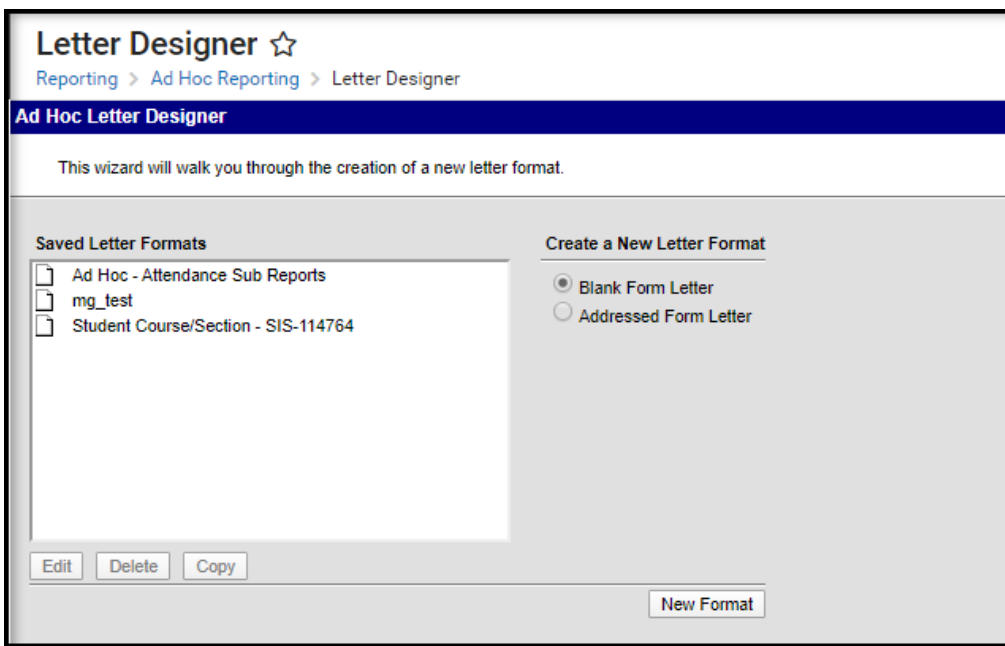 Letter Designer
Reporting > Ad Hoc Reporting > Letter Designer
Ad Hoc Letter Designer
This wizard will walk you through the creation of a new letter format.
Saved Letter Formats
Ad Hoc - Attendance Sub Reports
mg_test
Student Course/Section - SIS-114764
Edit Delete Copy
Create a New Letter Format
Blank Form Letter
Addressed Form Letter
New Format